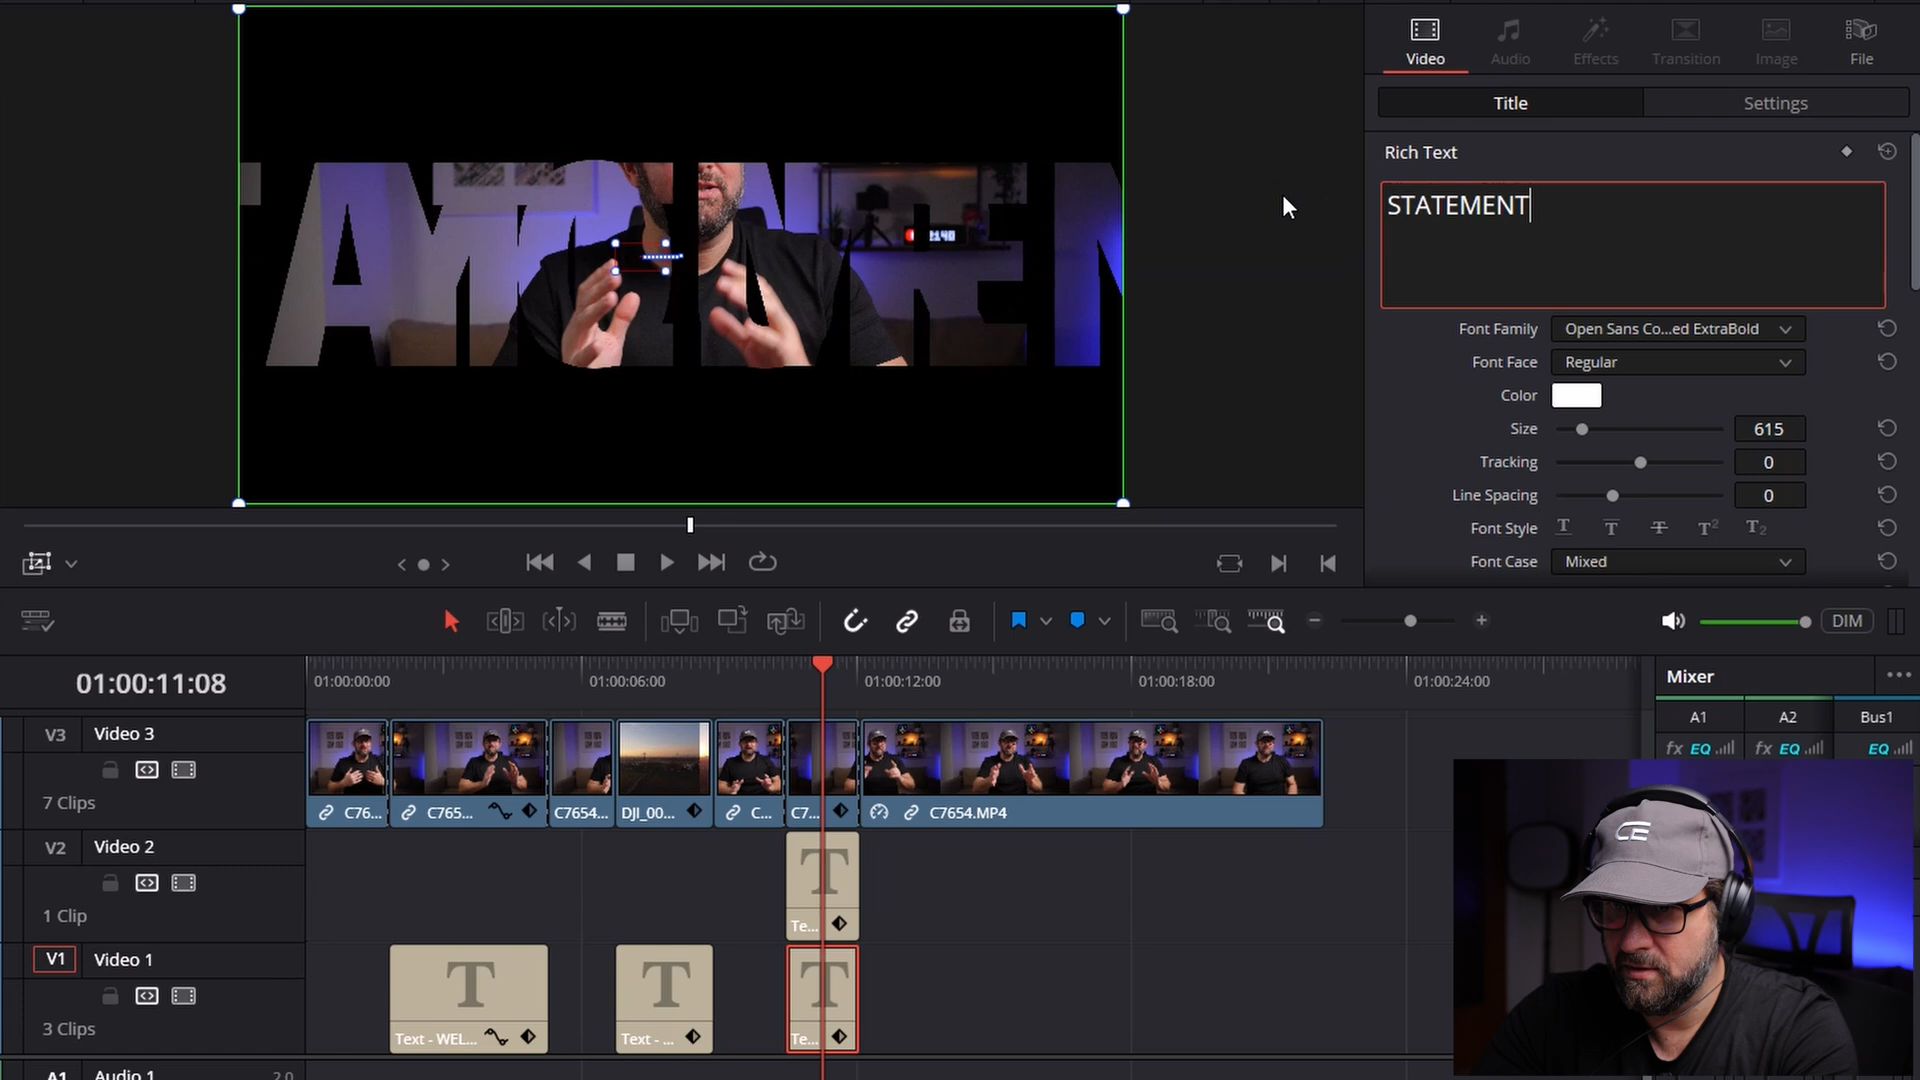 Video
Audio
Effects
Transition
Image
File
Title
Settings
Rich Text
STATEMENT
Font Family
Open Sans Co...ed ExtraBold
Font Face
Regular
Color
Size
615
Tracking
0
Line Spacing
0
Font Style
T T T T² T₂
Font Case
Mixed
DIM
01:00:11:08
01:00:00:00
01:00:06:00
01:00:12:00
01:00:18:00
01:00:24:00
Mixer
A1
A2
Bus1
fx EQ
fx EQ
EQ
V3
Video 3
7 Clips
C76...
C765...
C7654...
DJI_00...
C...
C7...
C7654.MP4
V2
Video 2
1 Clip
T
Te...
V1
Video 1
3 Clips
T
Text - WEL...
T
Text - ...
T
Te...
A1
Audio 1
2.0
CE